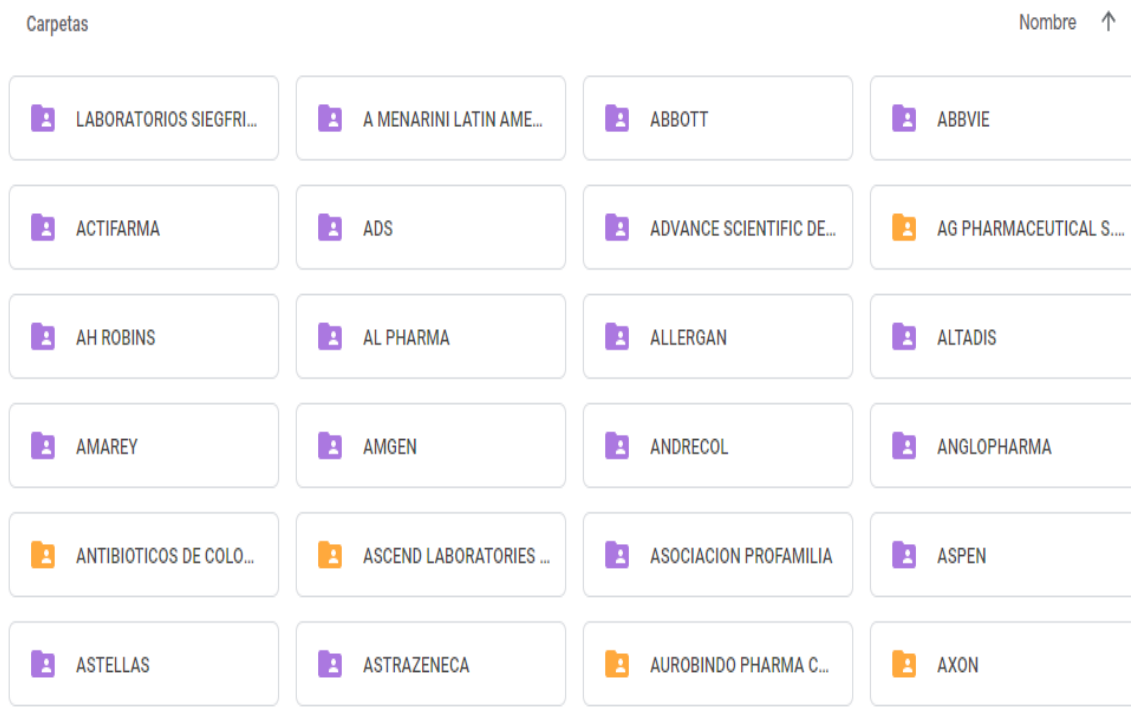 Carpetas
Nombre
LABORATORIOS SIEGFRI...
A MENARINI LATIN AME...
ABBOTT
ABBVIE
ACTIFARMA
ADS
ADVANCE SCIENTIFIC DE...
AG PHARMACEUTICAL S....
AH ROBINS
AL PHARMA
ALLERGAN
ALTADIS
AMAREY
AMGEN
ANDRECOL
ANGLOPHARMA
ANTIBIOTICOS DE COLO...
ASCEND LABORATORIES ...
ASOCIACION PROFAMILIA
ASPEN
ASTELLAS
ASTRAZENECA
AUROBINDO PHARMA C...
AXON